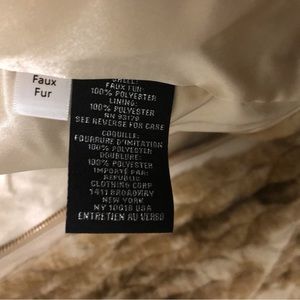 Faux
Fur
SHELL:
FAUX FUR:
100% POLYESTER
LINING:
100% POLYESTER
RN 93179
SEE REVERSE FOR CARE
COQUILLE:
FOURRURE D'IMITATION
100% POLYESTER
DOUBLURE:
100% POLYESTER
IMPORTÉ PAR:
REPUBLIC
CLOTHING CORP
1411 BROADWAY
NEW YORK
NY 10018 USA
ENTRETIEN AU VERSO